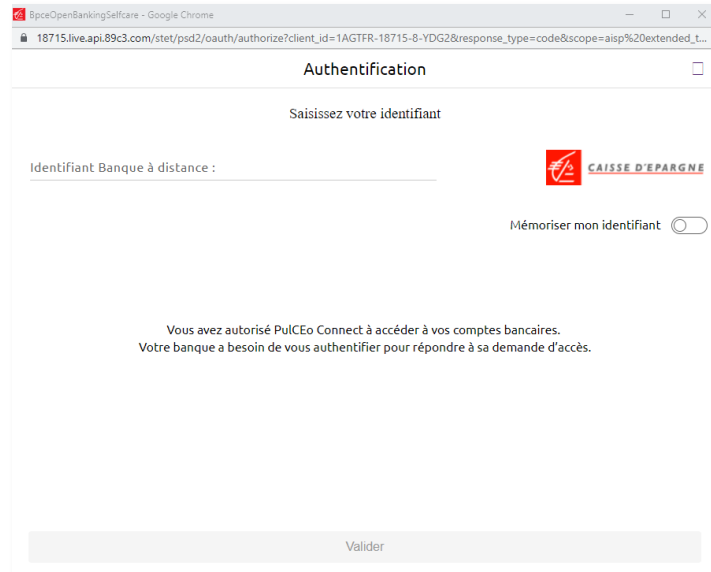 BpceOpenBankingSelfcare - Google Chrome
18715.live.api.89c3.com/stet/psd2/oauth/authorize?client_id=1AGTFR-18715-8-YDG2&response_type=code&scope=aisp%20extended_t...
Authentification
Saisissez votre identifiant
Identifiant Banque à distance :
CAISSE D'EPARGNE
Mémoriser mon identifiant
Vous avez autorisé PulCEo Connect à accéder à vos comptes bancaires.
Votre banque a besoin de vous authentifier pour répondre à sa demande d'accès.
Valider